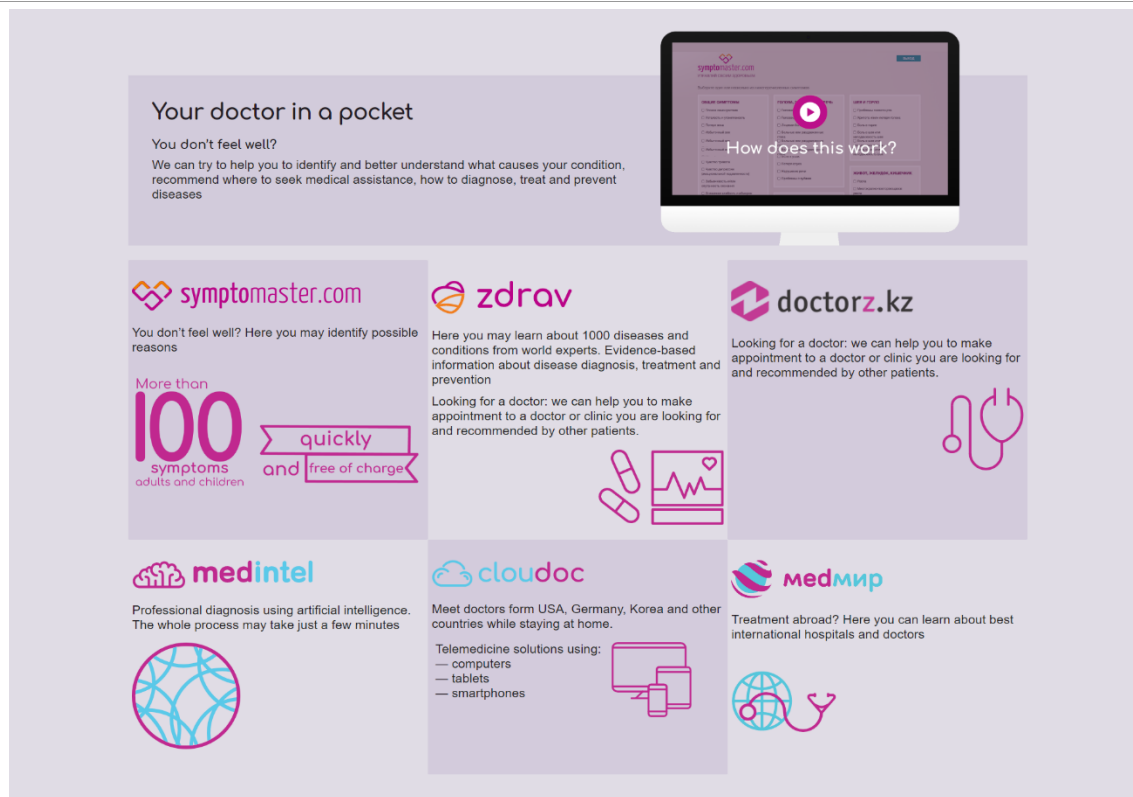 Your doctor in a pocket
You don't feel well?
We can try to help you to identify and better understand what causes your condition,
recommend where to seek medical assistance, how to diagnose, treat and prevent
diseases
symptomaster.com
How does this work?
symptomaster.com
You don't feel well? Here you may identify possible
reasons
More than
100
symptoms
adults and children
quickly
and free of charge
zdrav
Here you may learn about 1000 diseases and
conditions from world experts. Evidence-based
information about disease diagnosis, treatment and
prevention
Looking for a doctor: we can help you to make
appointment to a doctor or clinic you are looking for
and recommended by other patients.
doctorz.kz
Looking for a doctor: we can help you to make
appointment to a doctor or clinic you are looking for
and recommended by other patients.
medintel
Professional diagnosis using artificial intelligence.
The whole process may take just a few minutes
cloudoc
Meet doctors form USA, Germany, Korea and other
countries while staying at home.
Telemedicine solutions using:
— computers
— tablets
— smartphones
медмир
Treatment abroad? Here you can learn about best
international hospitals and doctors